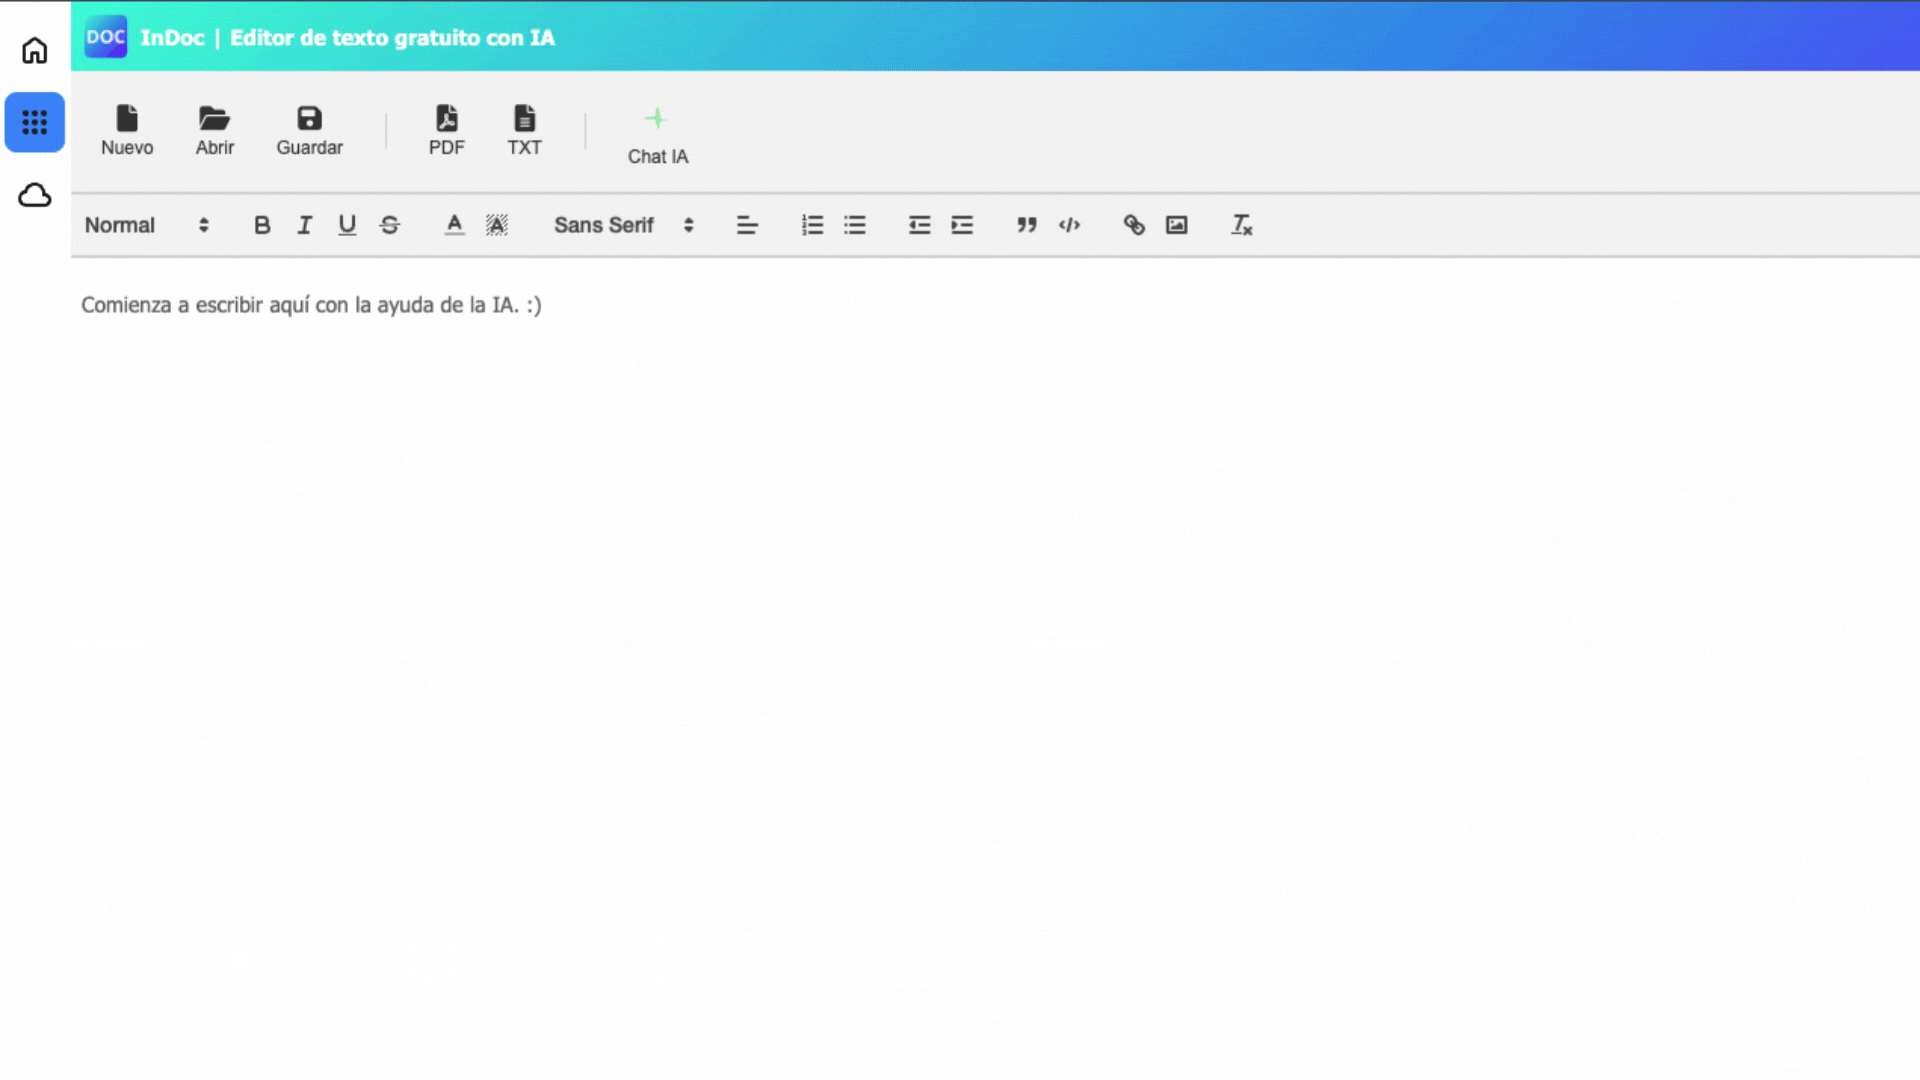 DOC InDoc | Editor de texto gratuito con IA
Nuevo Abrir Guardar PDF TXT Chat IA
Normal B I U S A A Sans Serif
Comienza a escribir aquí con la ayuda de la IA. :)